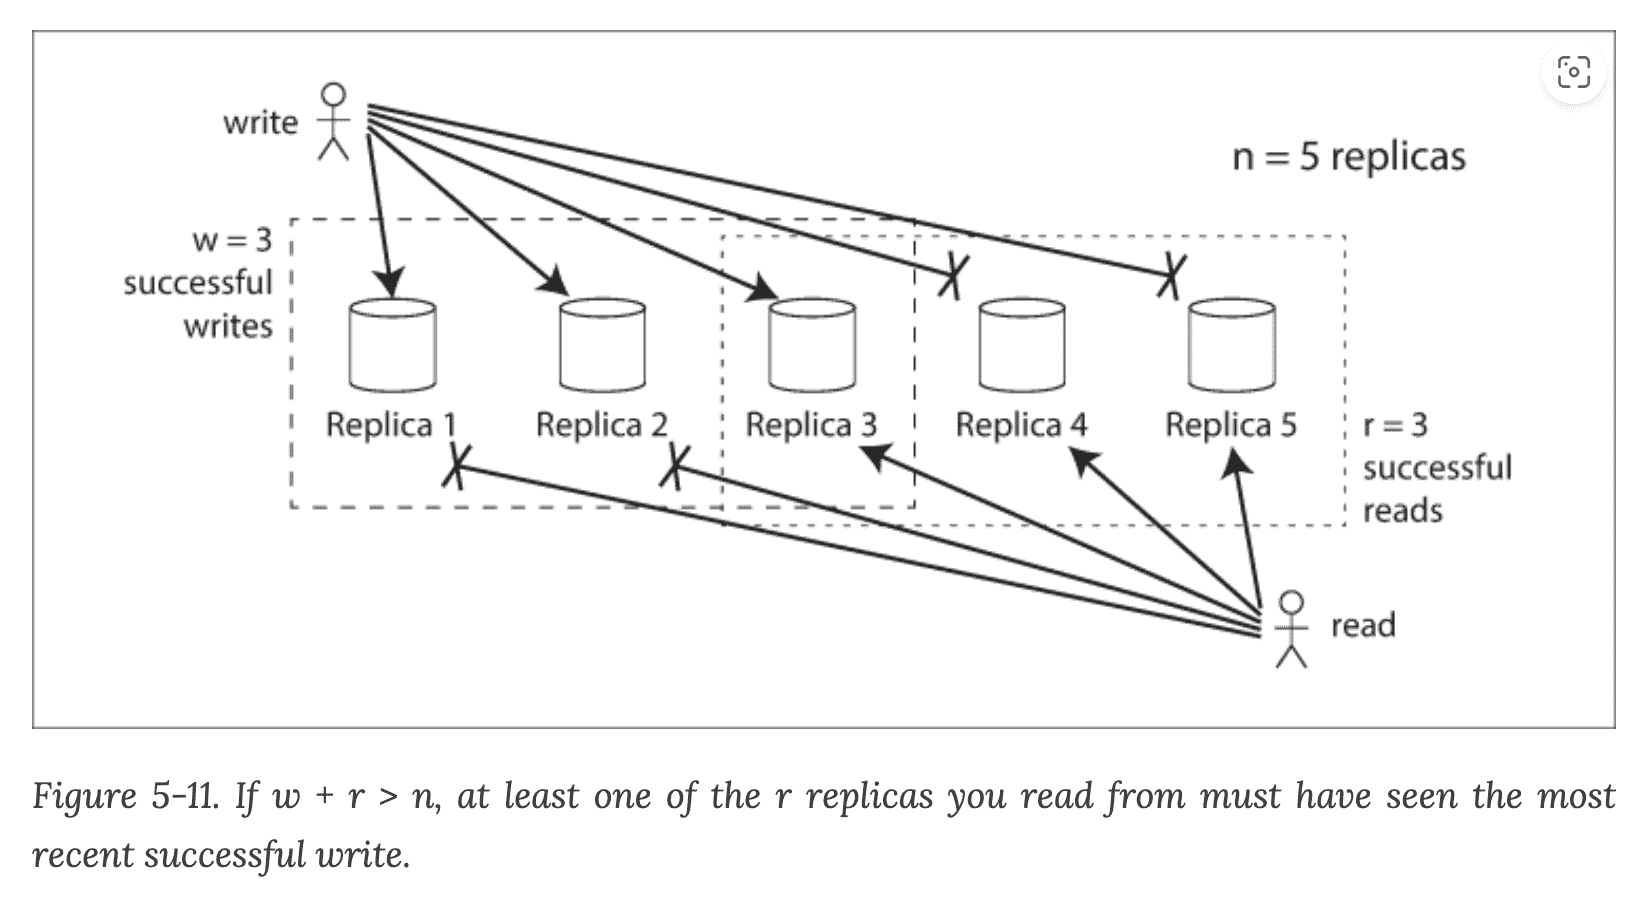 write
n = 5 replicas
w = 3
successful
writes
Replica 1
Replica 2
Replica 3
Replica 4
Replica 5
r = 3
successful
reads
read
Figure 5-11. If w + r > n, at least one of the r replicas you read from must have seen the most
recent successful write.